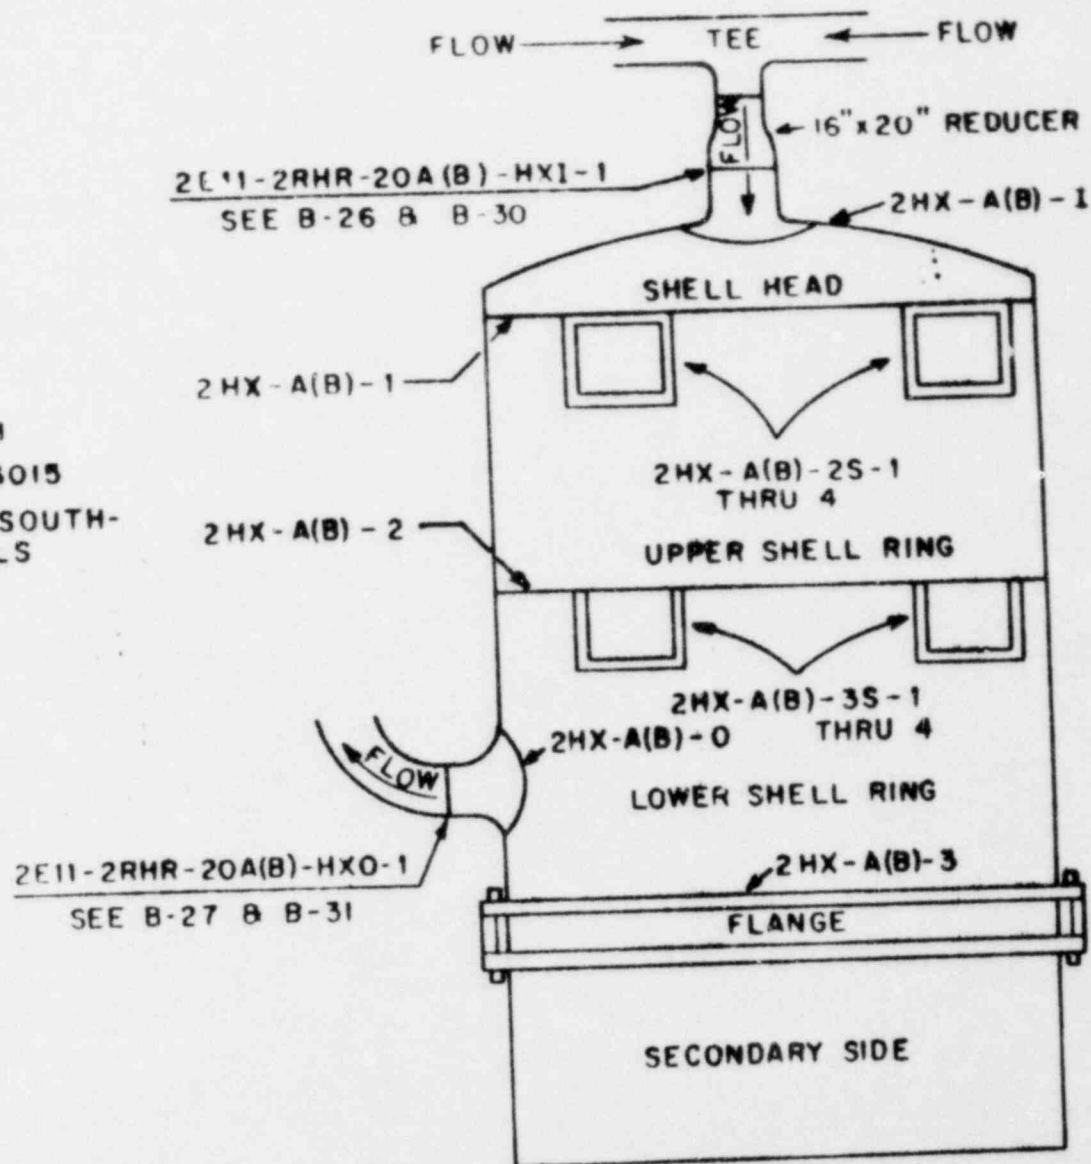 FLOW TEE FLOW
FLOW
16"x20" REDUCER
2E11-2RHR-20A(B)-HXI-1
SEE B-26 & B-30
2HX-A(B)-I
SHELL HEAD
2HX-A(B)-1
2HX-A(B)-2S-1
THRU 4
5015
SOUTH-
LS
2HX-A(B)-2
UPPER SHELL RING
2HX-A(B)-3S-1
THRU 4
2HX-A(B)-O
FLOW
LOWER SHELL RING
2E11-2RHR-20A(B)-HXO-1
SEE B-27 & B-31
2HX-A(B)-3
FLANGE
SECONDARY SIDE